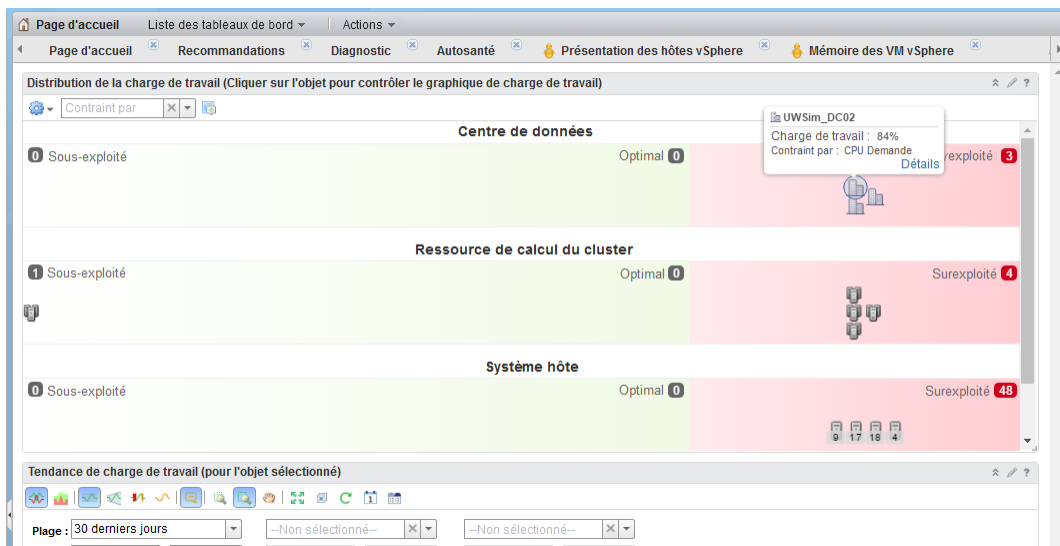 Page d'accueil Liste des tableaux de bord Actions
Page d'accueil Recommandations Diagnostic Autosanté Présentation des hôtes vSphere Mémoire des VM vSphere
Distribution de la charge de travail (Cliquer sur l'objet pour contrôler le graphique de charge de travail) ?
Contraint par
Centre de données
UWSim_DC02
Charge de travail : 84%
Contraint par : CPU Demande
Détails
0 Sous-exploité Optimal 0 rexploité 3
Ressource de calcul du cluster
1 Sous-exploité Optimal 0 Surexploité 4
Système hôte
0 Sous-exploité Optimal 0 Surexploité 48
9 17 18 4
Tendance de charge de travail (pour l'objet sélectionné) ?
1
Plage : 30 derniers jours --Non sélectionné-- --Non sélectionné--